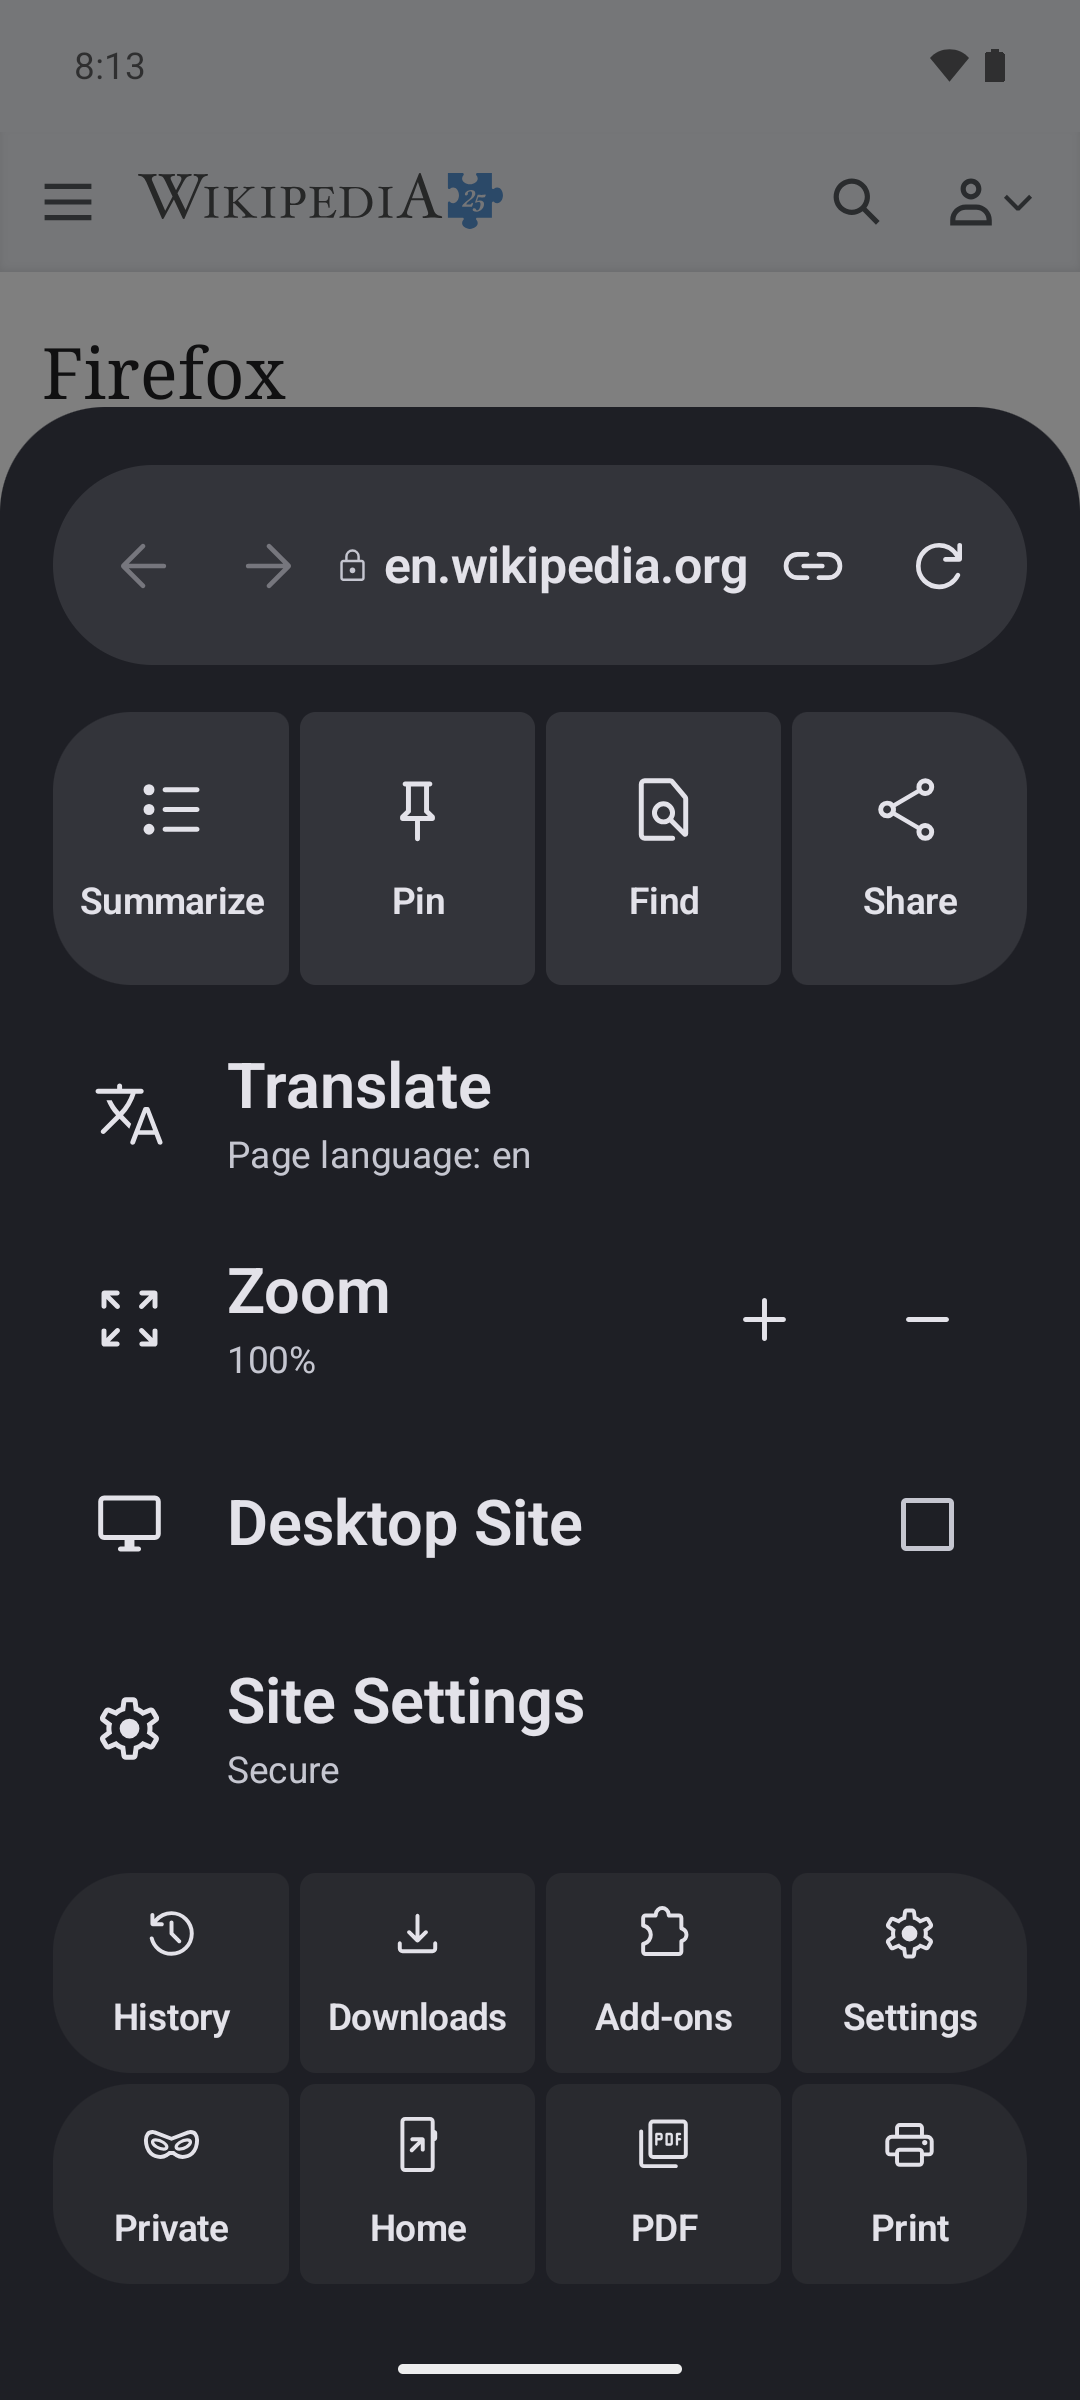 8:13
WIKIPEDIA 25
Firefox
en.wikipedia.org
Summarize
Pin
Find
Share
Translate
Page language: en
Zoom
100%
Desktop Site
Site Settings
Secure
History
Downloads
Add-ons
Settings
Private
Home
PDF
PDF
Print